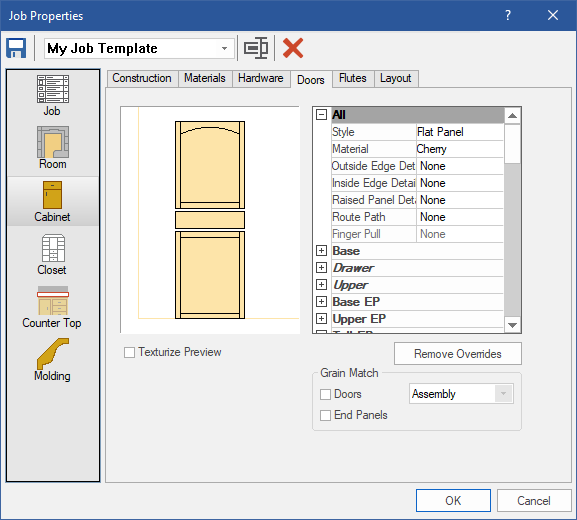 Job Properties
?
My Job Template
Job
Room
Cabinet
Closet
Counter Top
Molding
Construction
Materials
Hardware
Doors
Flutes
Layout
All
Style Flat Panel
Material Cherry
Outside Edge Det None
Inside Edge Detai None
Raised Panel Deta None
Route Path None
Finger Pull None
Base
Drawer
Upper
Base EP
Upper EP
Tall EP
Texturize Preview
Remove Overrides
Grain Match
Doors
Assembly
End Panels
OK
Cancel